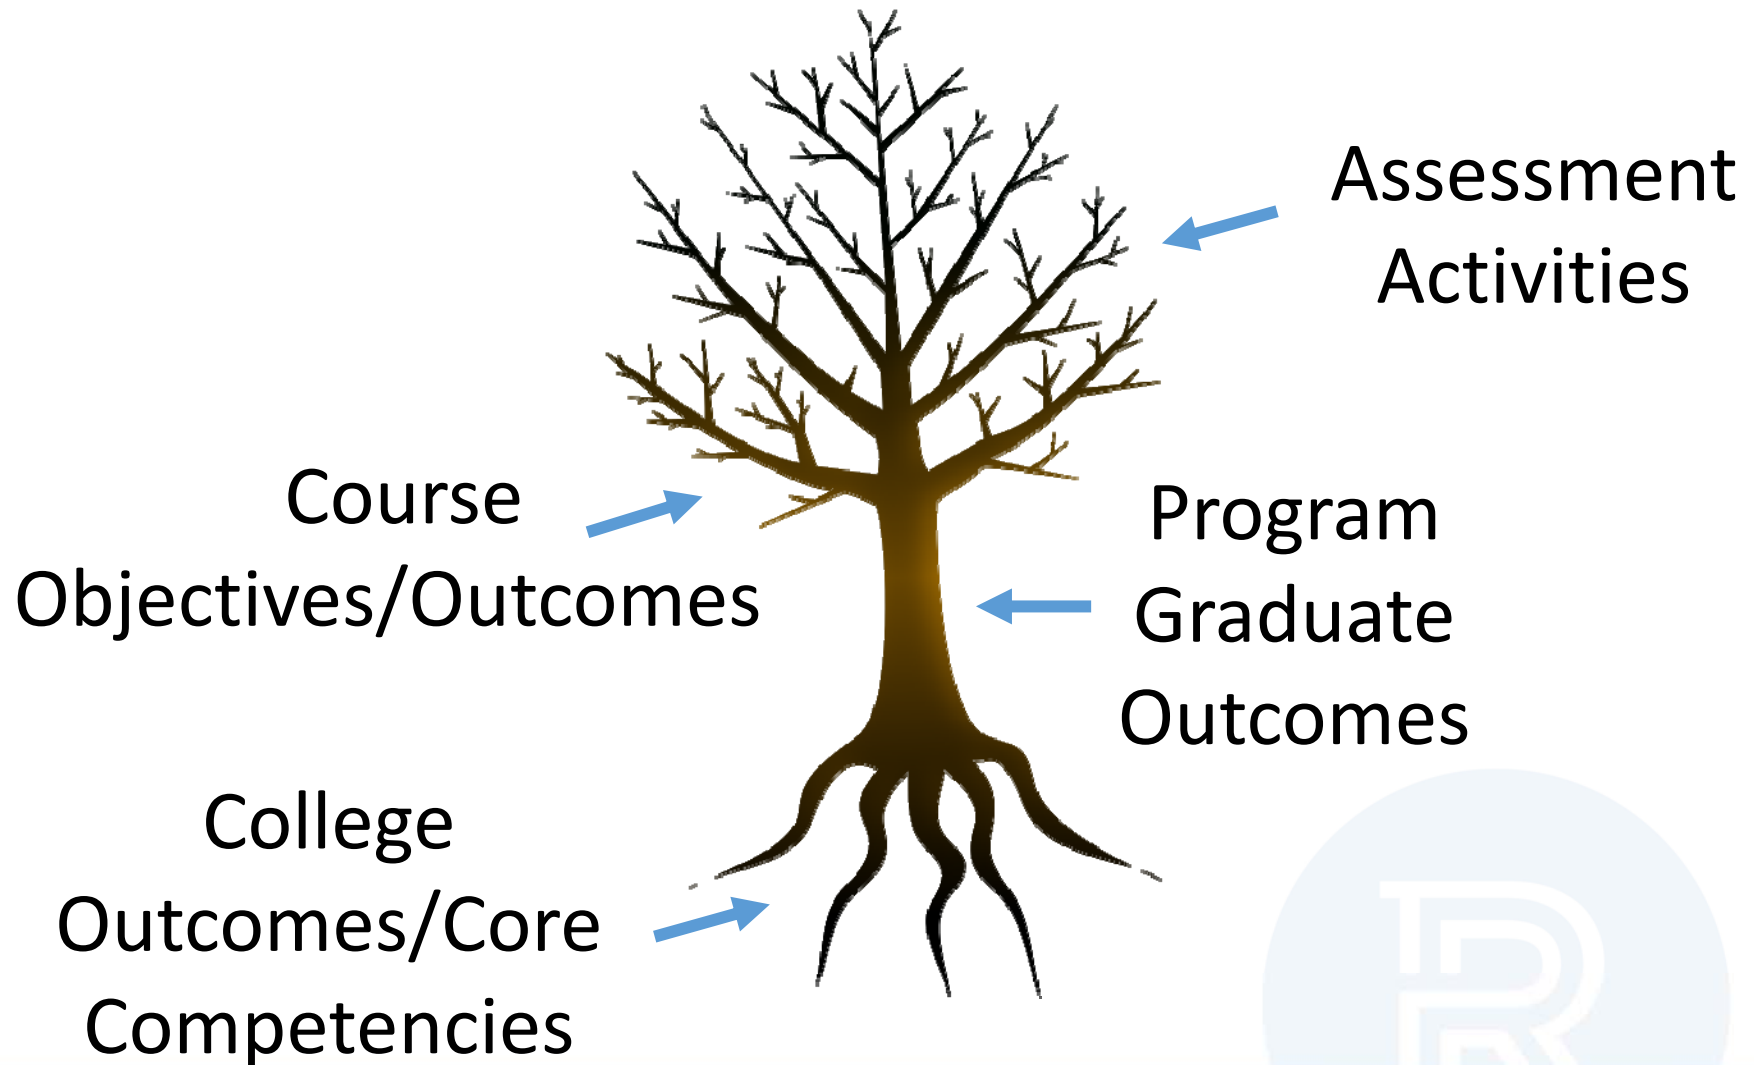 Assessment
Activities
Course
Objectives/Outcomes
Program
Graduate
Outcomes
College
Outcomes/Core
Competencies